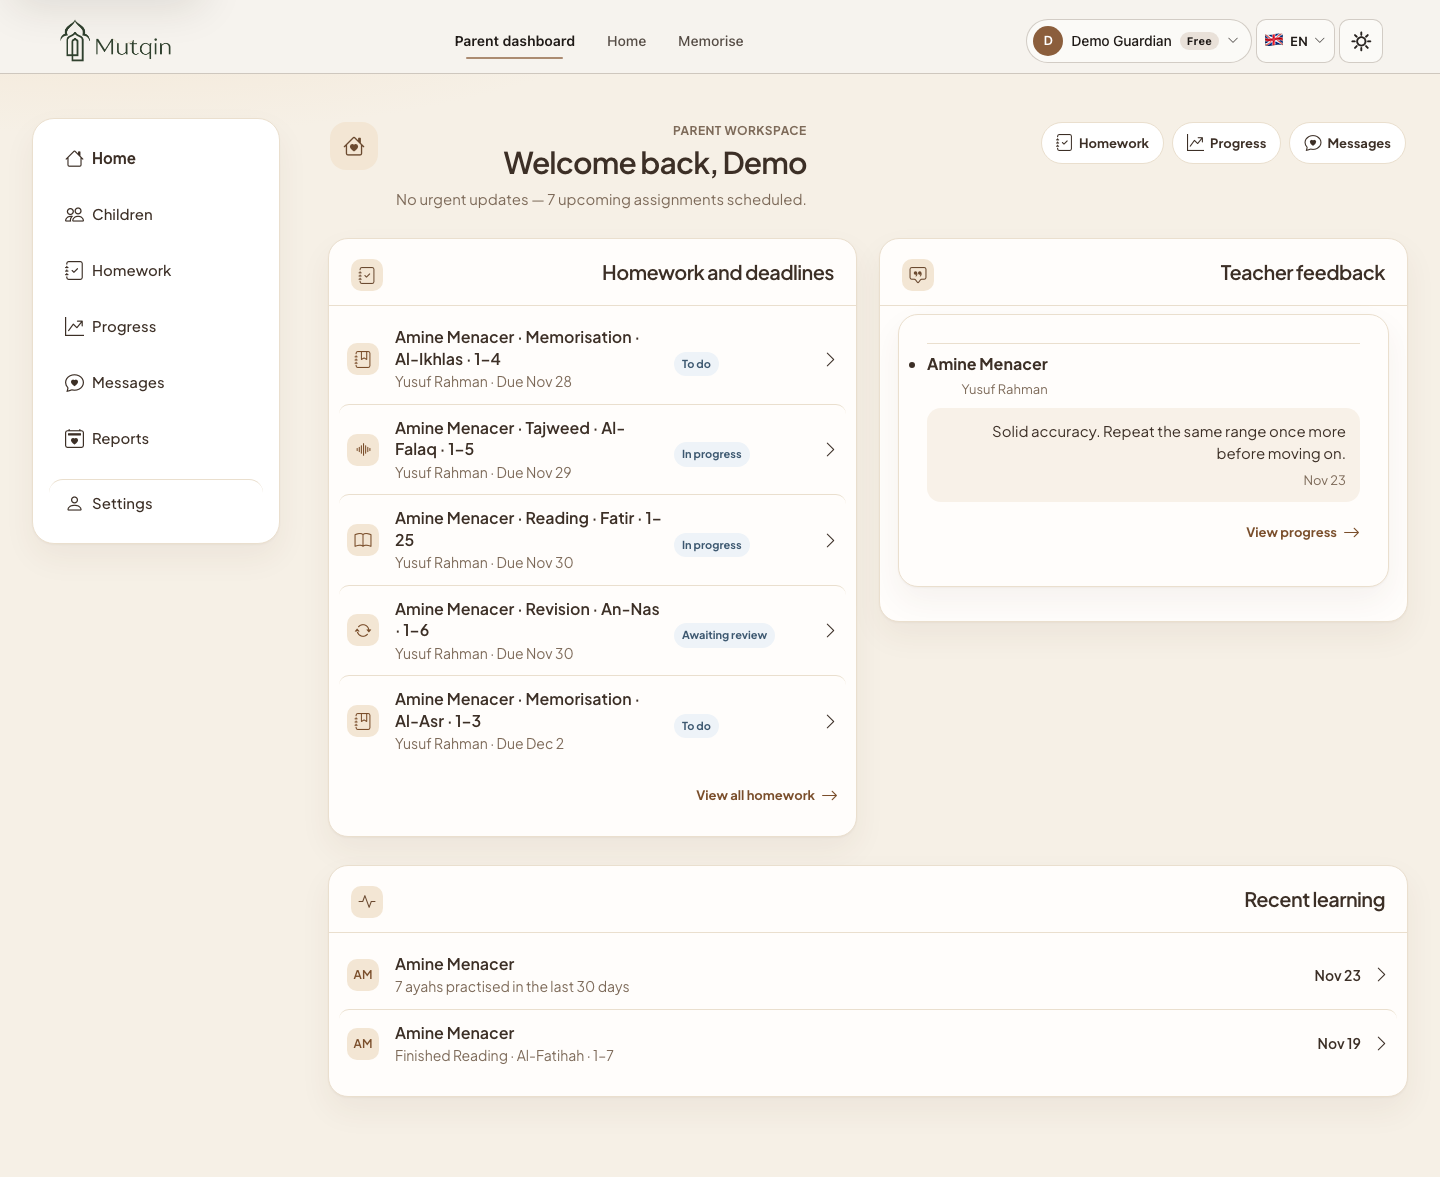 Mutqin
Parent dashboard
Home
Memorise
D
Demo Guardian
Free
EN
Home
Children
Homework
Progress
Messages
Reports
Settings
PARENT WORKSPACE
Welcome back, Demo
No urgent updates — 7 upcoming assignments scheduled.
Homework
Progress
Messages
Homework and deadlines
Amine Menacer · Memorisation ·
Al-Ikhlas · 1–4
Yusuf Rahman · Due Nov 28
To do
Amine Menacer · Tajweed · Al-
Falaq · 1–5
Yusuf Rahman · Due Nov 29
In progress
Amine Menacer · Reading · Fatir · 1–
25
Yusuf Rahman · Due Nov 30
In progress
Amine Menacer · Revision · An-Nas
· 1–6
Yusuf Rahman · Due Nov 30
Awaiting review
Amine Menacer · Memorisation ·
Al-Asr · 1–3
Yusuf Rahman · Due Dec 2
To do
View all homework
Teacher feedback
Amine Menacer
Yusuf Rahman
Solid accuracy. Repeat the same range once more
before moving on.
Nov 23
View progress
Recent learning
AM
Amine Menacer
7 ayahs practised in the last 30 days
Nov 23
AM
Amine Menacer
Finished Reading · Al-Fatihah · 1–7
Nov 19